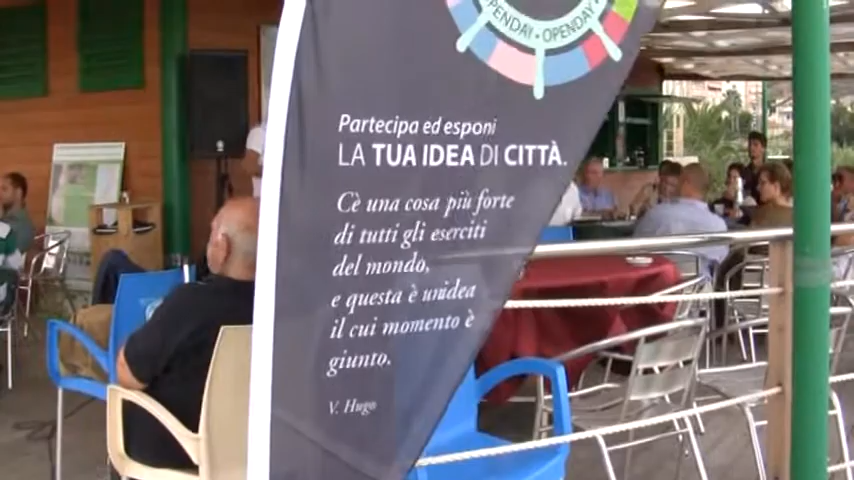 OPENDAY • OPENDAY
Partecipa ed esponi
LA TUA IDEA DI CITTÀ.
C'è una cosa più forte
di tutti gli eserciti
del mondo,
e questa è unidea
il cui momento è
giunto.
V. Hugo